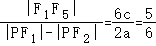 |F₁F₅| / (|PF₁|-|PF₂|) = 6c/2a = 5/6